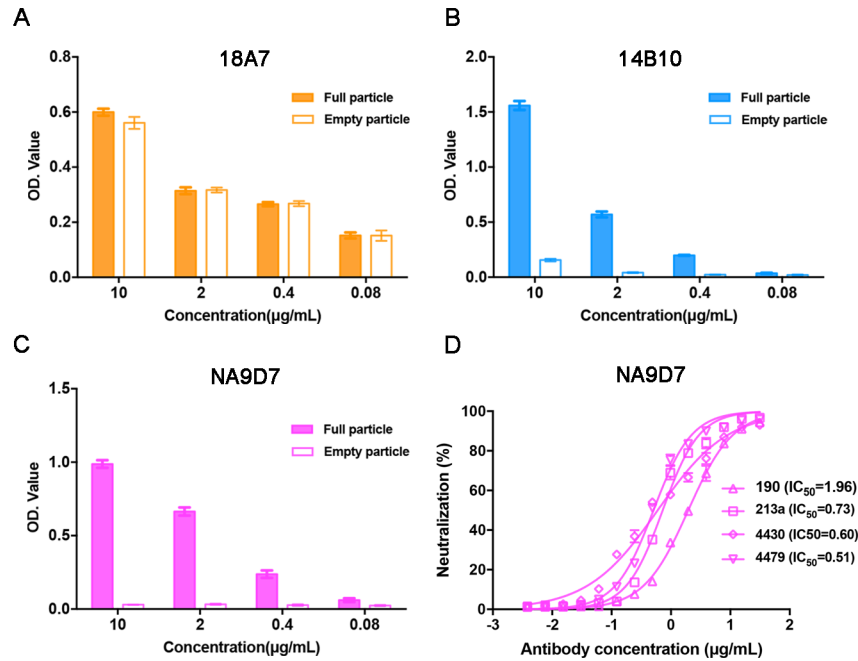 A
18A7
0.8
0.6
0.4
0.2
0.0
OD. Value
Full particle
Empty particle
10 2 0.4 0.08
Concentration(µg/mL)
B
14B10
2.0
1.5
1.0
0.5
0.0
OD. Value
Full particle
Empty particle
10 2 0.4 0.08
Concentration(µg/mL)
C
NA9D7
1.5
1.0
0.5
0.0
OD. Value
Full particle
Empty particle
10 2 0.4 0.08
Concentration(µg/mL)
D
NA9D7
100
80
60
40
20
0
Neutralization (%)
190 (IC50=1.96)
213a (IC50=0.73)
4430 (IC50=0.60)
4479 (IC50=0.51)
-3 -2 -1 0 1 2
Antibody concentration (µg/mL)